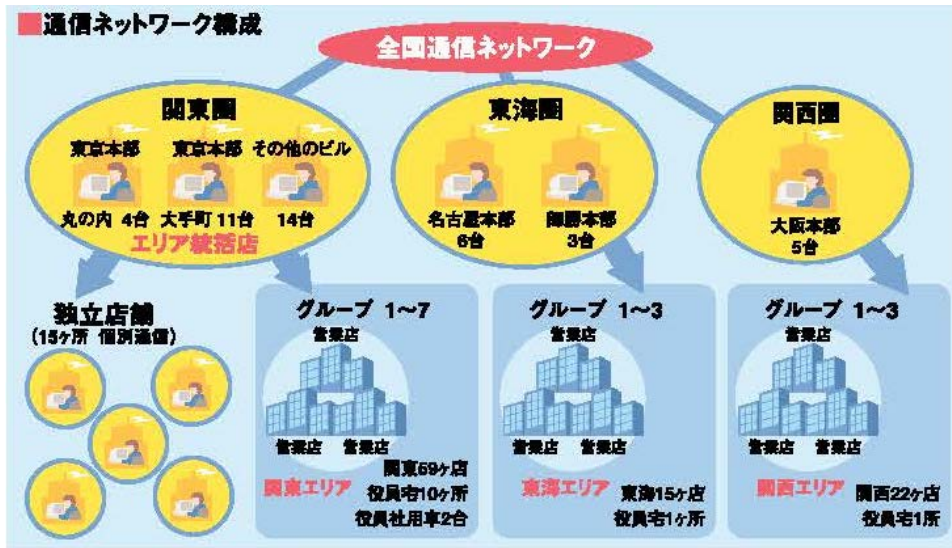 ■通信ネットワーク構成
全国通信ネットワーク
関東圏
東京本部 東京本部 その他のビル
丸の内 4台 大手町 11台 14台
エリア統活店
東海圏
名古屋本部 御勝本部
6台 3台
関西圏
大阪本部
5台
独立店舗
(15ヶ所 個別通信)
グループ 1~7
営業店
営業店 営業店
関東エリア
関東69ヶ店
役員宅10ヶ所
役員社用車2台
グループ 1~3
営業店
営業店 営業店
東海エリア
東海15ヶ店
役員宅1ヶ所
グループ 1~3
営業店
営業店 営業店
関西エリア
関西22ヶ店
役員宅1所